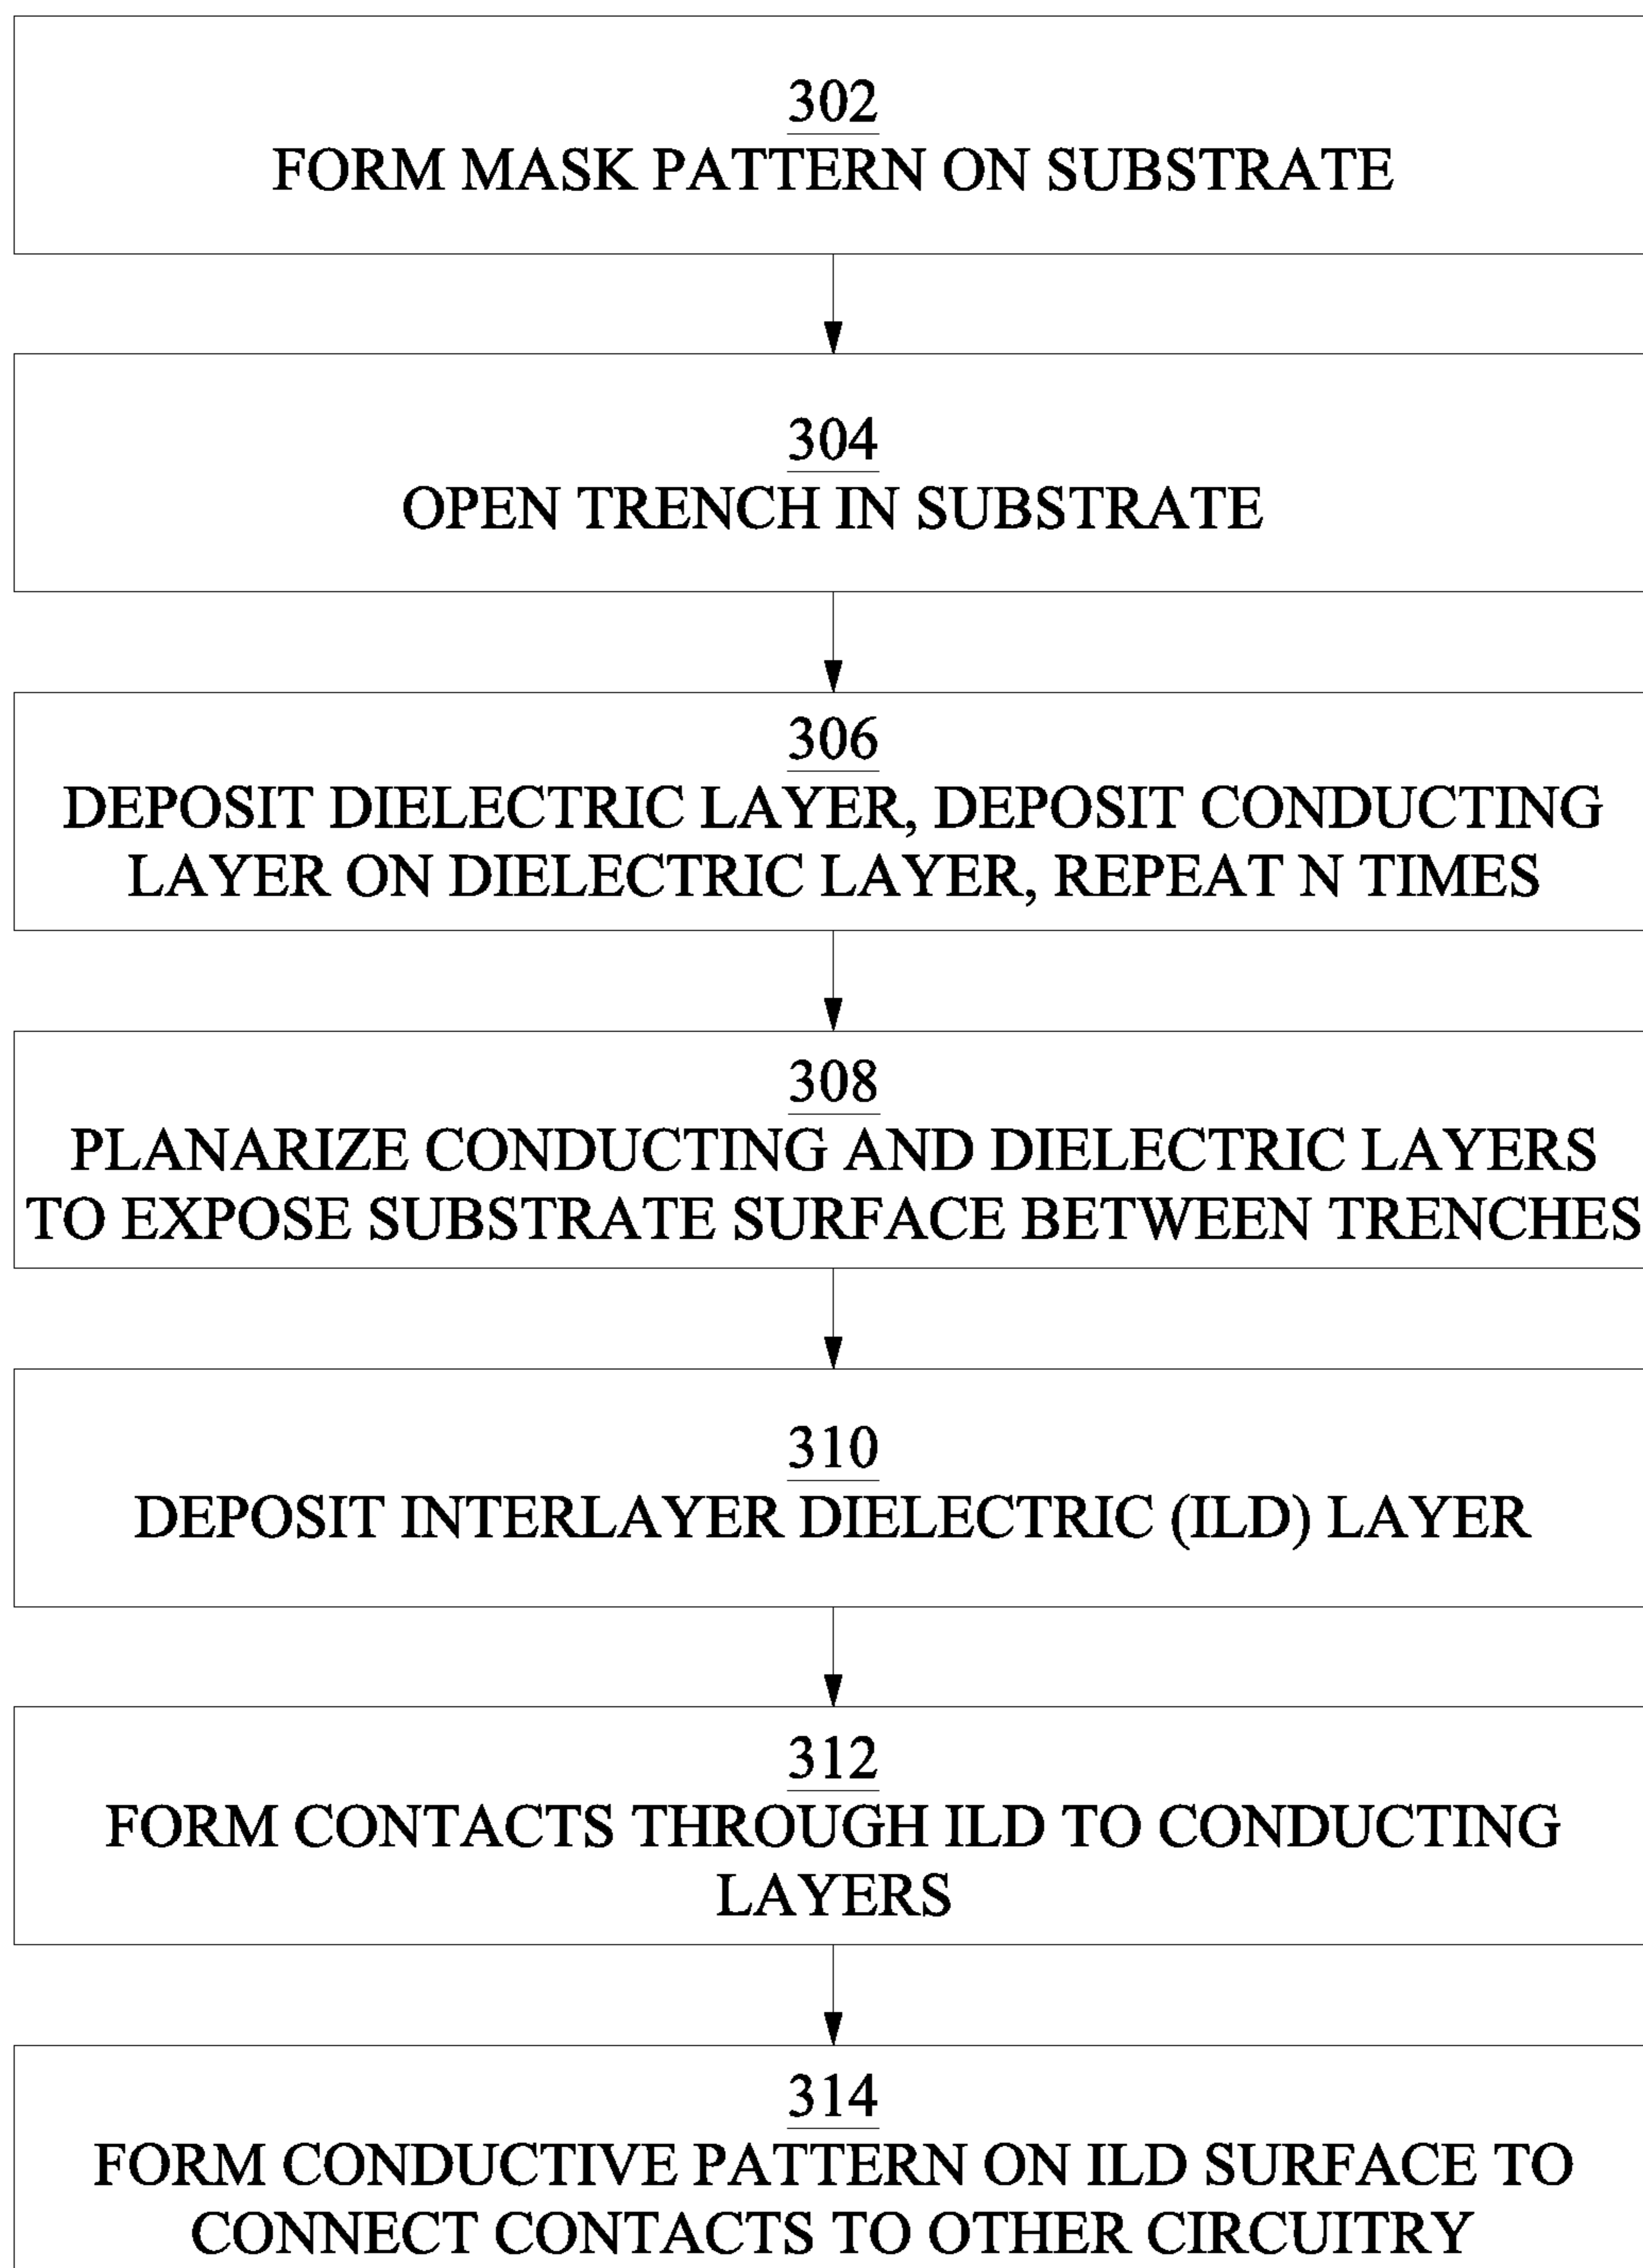 302
FORM MASK PATTERN ON SUBSTRATE
304
OPEN TRENCH IN SUBSTRATE
306
DEPOSIT DIELECTRIC LAYER, DEPOSIT CONDUCTING
LAYER ON DIELECTRIC LAYER, REPEAT N TIMES
308
PLANARIZE CONDUCTING AND DIELECTRIC LAYERS
TO EXPOSE SUBSTRATE SURFACE BETWEEN TRENCHES
310
DEPOSIT INTERLAYER DIELECTRIC (ILD) LAYER
312
FORM CONTACTS THROUGH ILD TO CONDUCTING
LAYERS
314
FORM CONDUCTIVE PATTERN ON ILD SURFACE TO
CONNECT CONTACTS TO OTHER CIRCUITRY